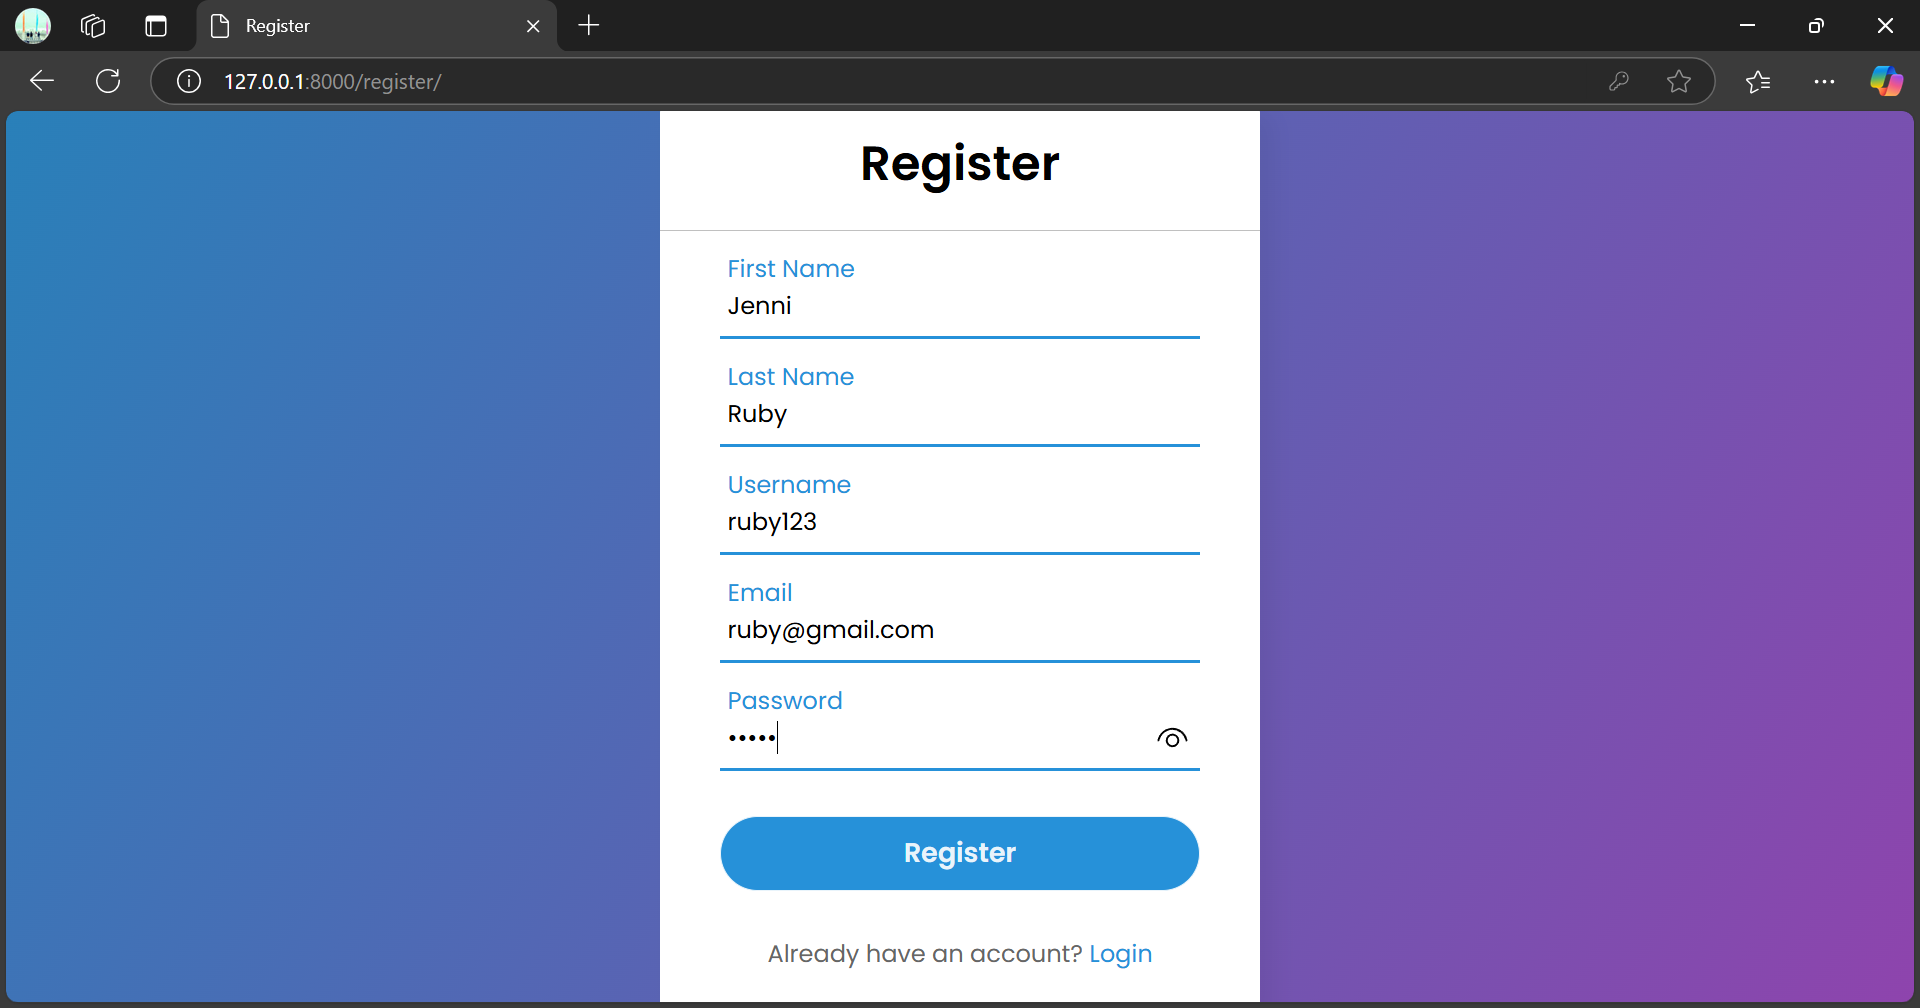 Register
127.0.0.1:8000/register/
Register
First Name
Jenni
Last Name
Ruby
Username
ruby123
Email
ruby@gmail.com
Password
•••••
Register
Already have an account? Login